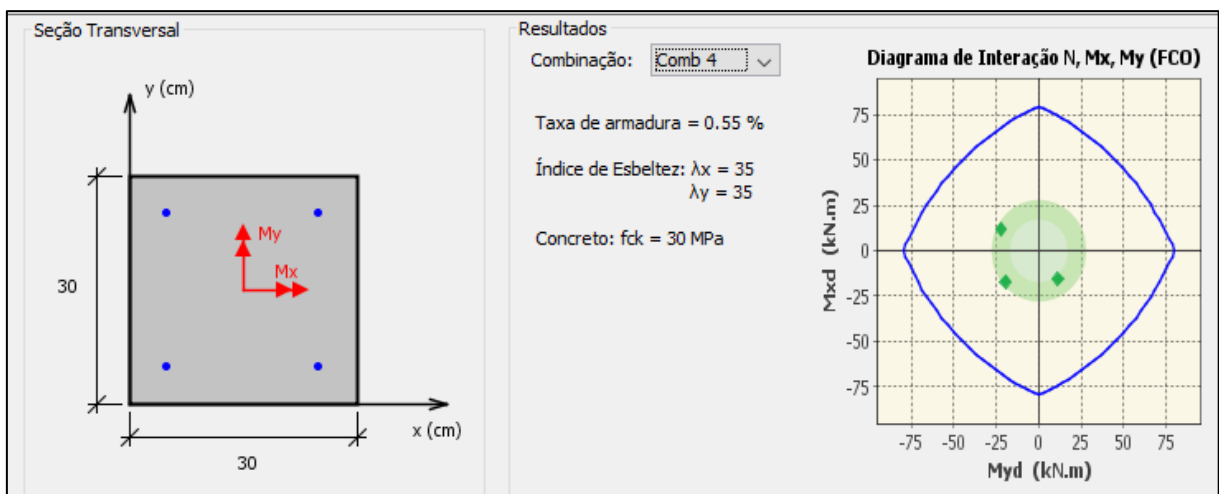 Seção Transversal
y (cm)
My
Mx
30
x (cm)
30
Resultados
Combinação: Comb 4
Taxa de armadura = 0.55 %
Índice de Esbeltez: λx = 35
λy = 35
Concreto: fck = 30 MPa
Diagrama de Interação N, Mx, My (FCO)
75
50
25
0
-25
-50
-75
Mxd (kN.m)
-75 -50 -25 0 25 50 75
Myd (kN.m)